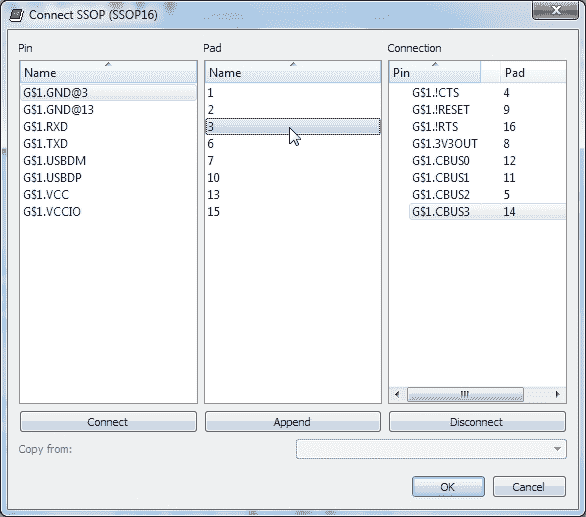 Connect SSOP (SSOP16)
Pin
Pad
Connection
Name
Name
Pin
Pad
G$1.GND@3
1
G$1.!CTS
4
G$1.GND@13
2
G$1.!RESET
9
G$1.RXD
3
G$1.!RTS
16
G$1.TXD
6
G$1.3V3OUT
8
G$1.USBDM
7
G$1.CBUS0
12
G$1.USBDP
10
G$1.CBUS1
11
G$1.VCC
13
G$1.CBUS2
5
G$1.VCCIO
15
G$1.CBUS3
14
Connect
Append
Disconnect
Copy from:
OK
Cancel